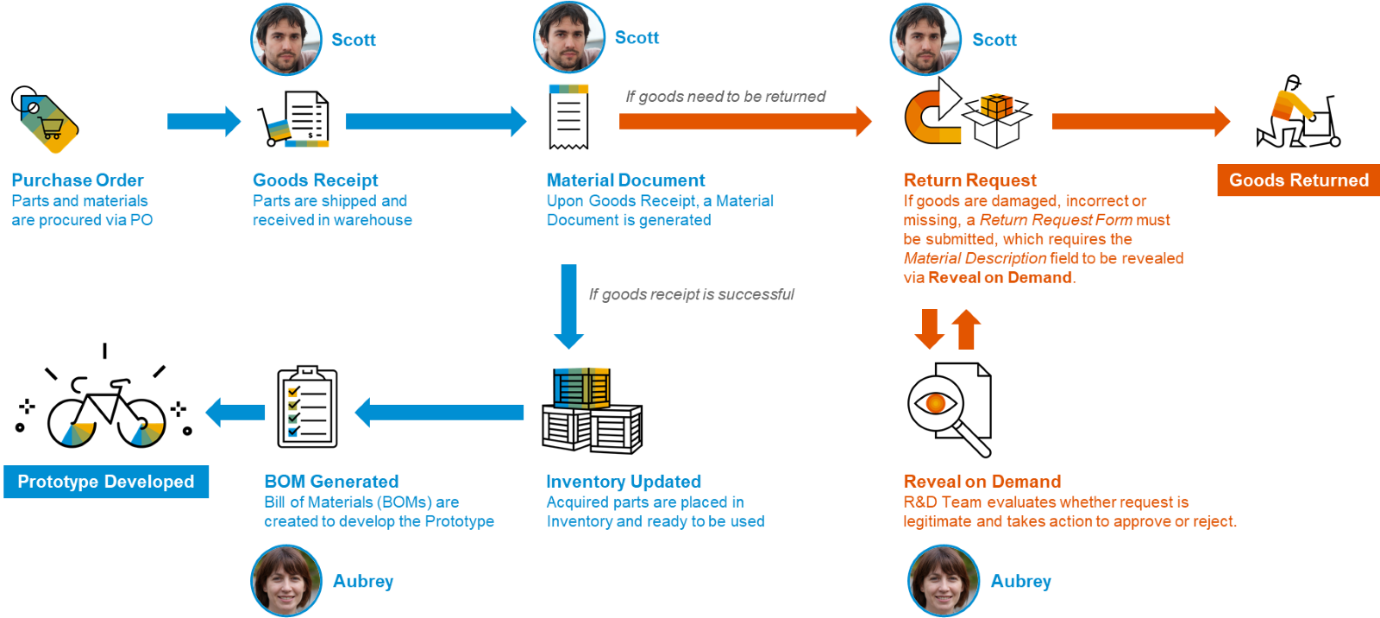 Scott
Scott
Scott
If goods need to be returned
Purchase Order
Parts and materials
are procured via PO
Goods Receipt
Parts are shipped and
received in warehouse
Material Document
Upon Goods Receipt, a Material
Document is generated
Return Request
If goods are damaged, incorrect or
missing, a Return Request Form must
be submitted, which requires the
Material Description field to be revealed
via Reveal on Demand.
Goods Returned
If goods receipt is successful
Prototype Developed
BOM Generated
Bill of Materials (BOMs) are
created to develop the Prototype
Inventory Updated
Acquired parts are placed in
Inventory and ready to be used
Reveal on Demand
R&D Team evaluates whether request is
legitimate and takes action to approve or reject.
Aubrey
Aubrey